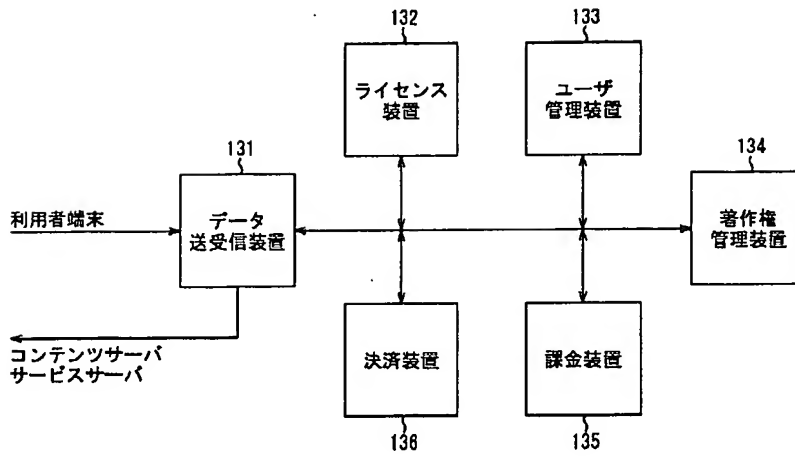 132
ライセンス
装置
133
ユーザ
管理装置
131
データ
送受信装置
134
著作権
管理装置
利用者端末
コンテンツサーバ
サービスサーバ
決済装置
136
課金装置
135